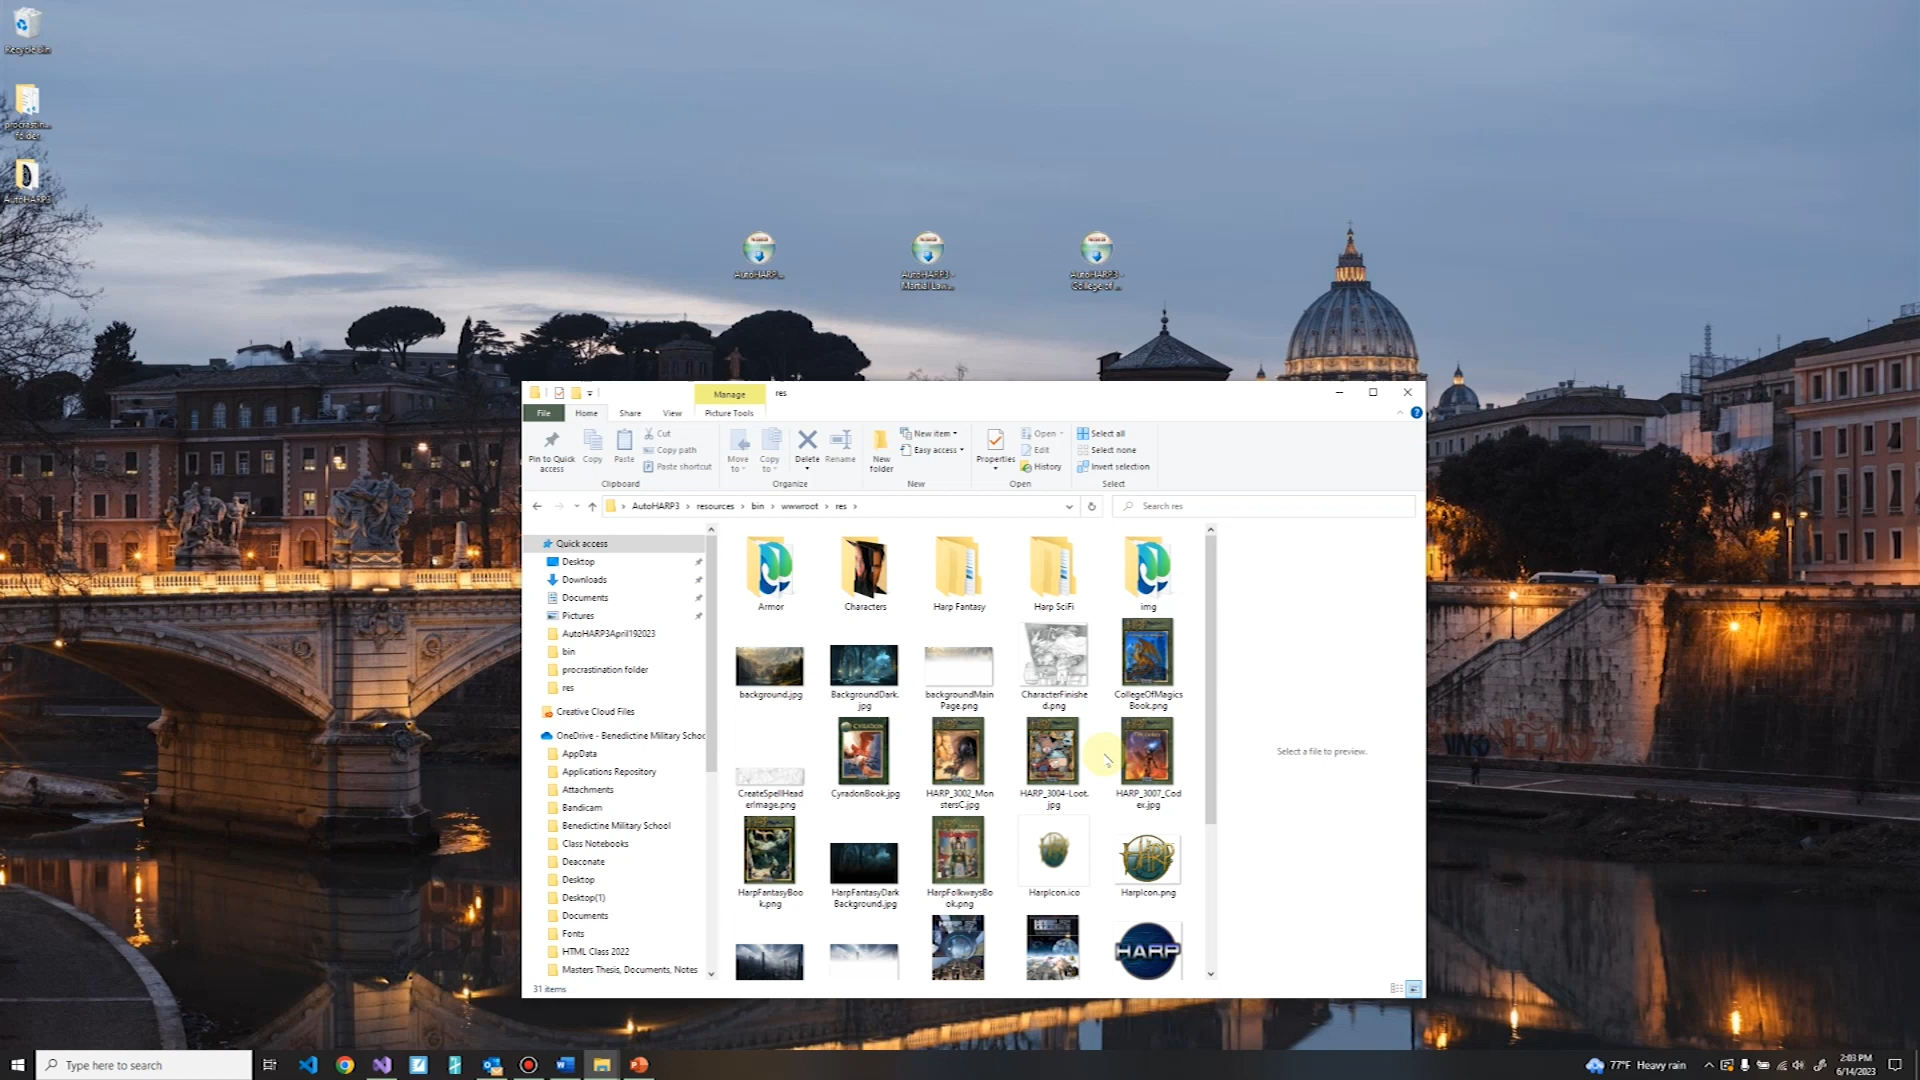 Recycle Bin
procrastin...
folder
AutoHARP3
AutoHARP...
AutoHARP3 -
Martial Law...
AutoHARP3 -
College of ...
Manage
res
File
Home
Share
View
Picture Tools
Pin to Quick
access
Copy
Paste
Cut
Copy path
Paste shortcut
Clipboard
Move
to
Copy
to
Delete
Rename
Organize
New
folder
New item
Easy access
New
Properties
Open
Edit
History
Open
Select all
Select none
Invert selection
Select
AutoHARP3 > resources > bin > wwwroot > res >
Search res
Quick access
Desktop
Downloads
Documents
Pictures
AutoHARP3April192023
bin
procrastination folder
res
Creative Cloud Files
OneDrive - Benedictine Military Schoo
AppData
Applications Repository
Attachments
Bandicam
Benedictine Military School
Class Notebooks
Deaconate
Desktop
Desktop(1)
Documents
Fonts
HTML Class 2022
Masters Thesis, Documents, Notes
Armor
Characters
Harp Fantasy
Harp SciFi
img
background.jpg
BackgroundDark.
jpg
backgroundMain
Page.png
CharacterFinishe
d.png
CollegeOfMagics
Book.png
CreateSpellHead
erImage.png
CyradonBook.jpg
HARP_3002_Mon
stersC.jpg
HARP_3004-Loot.
jpg
HARP_3007_Cod
ex.jpg
HarpFantasyBoo
k.png
HarpFantasyDark
Background.jpg
HarpFolkwaysBo
ok.png
HarpIcon.ico
HarpIcon.png
HARP
Select a file to preview.
31 items
Type here to search
77°F Heavy rain
2:03 PM
6/14/2023